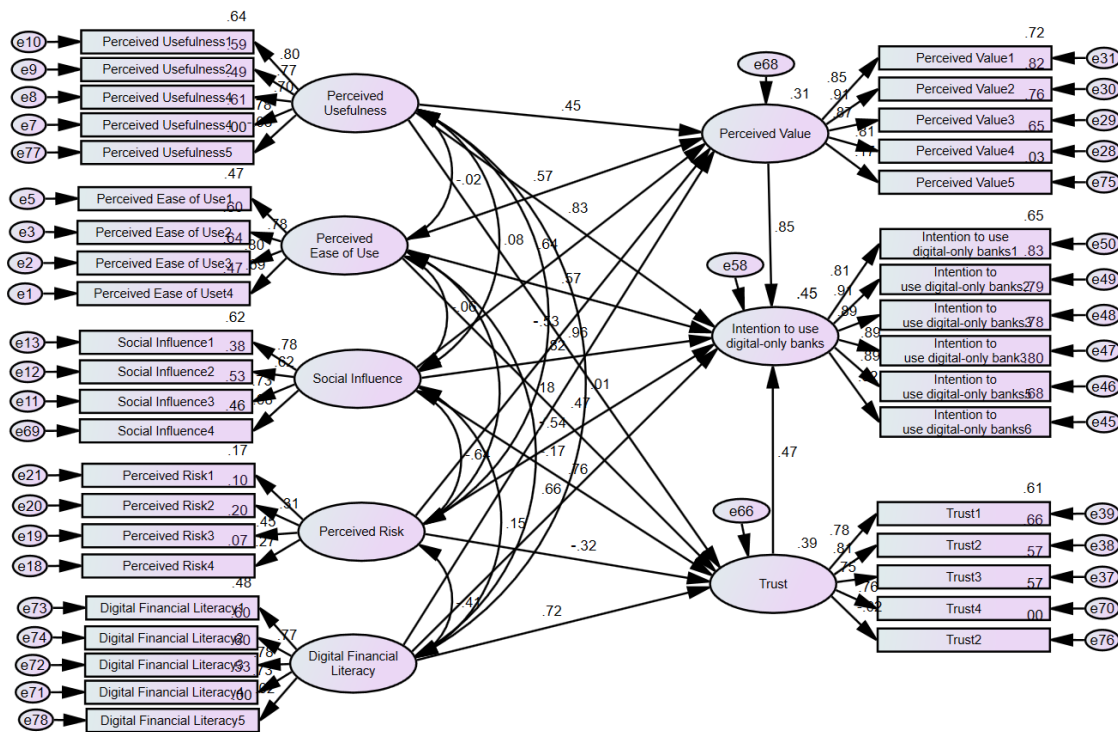 .64
e10
Perceived Usefulness1
.59
e9
Perceived Usefulness2
.49
e8
Perceived Usefulness4
.61
e7
Perceived Usefulness4
.00
e77
Perceived Usefulness5
.80
.77
.70
.78
Perceived
Usefulness
.47
e5
Perceived Ease of Use1
.60
e3
Perceived Ease of Use2
.64
e2
Perceived Ease of Use3
.47
e1
Perceived Ease of Uset4
.78
.80
Perceived
Ease of Use
.62
e13
Social Influence1
.38
e12
Social Influence2
.53
e11
Social Influence3
.46
e69
Social Influence4
.78
.62
.73
Social Influence
.17
e21
Perceived Risk1
.10
e20
Perceived Risk2
.20
e19
Perceived Risk3
.07
e18
Perceived Risk4
.31
.45
.27
Perceived Risk
.48
e73
Digital Financial Literacy1
.60
e74
Digital Financial Literacy2
.60
e72
Digital Financial Literacy3
e71
Digital Financial Literacy4
.00
e78
Digital Financial Literacy5
.77
.78
.73
Digital Financial
Literacy
.45
-.02
.57
.83
.08
.64
.57
-.06
-.53
.96
.82
.18
.01
.47
-.54
-.64
-.17
.76
.66
.15
-.32
-.41
.72
e68
.31
Perceived Value
.85
e58
.45
Intention to use
digital-only banks
.47
e66
.39
Trust
.72
.85
.91
.87
.81
Perceived Value1
.82
e31
Perceived Value2
.76
e30
Perceived Value3
.65
e29
Perceived Value4
.03
e28
Perceived Value5
e75
.65
.81
.91
.89
.89
.89
Intention to use
digital-only banks1
.83
e50
Intention to
use digital-only banks2
.79
e49
Intention to
use digital-only banks3
.78
e48
Intention to
use digital-only bank3
80
e47
Intention to
use digital-only banks5
.68
e46
Intention to
use digital-only banks6
e45
.61
.78
.81
.75
.76
Trust1
.66
e39
Trust2
.57
e38
Trust3
.57
e37
Trust4
.00
e70
Trust2
e76